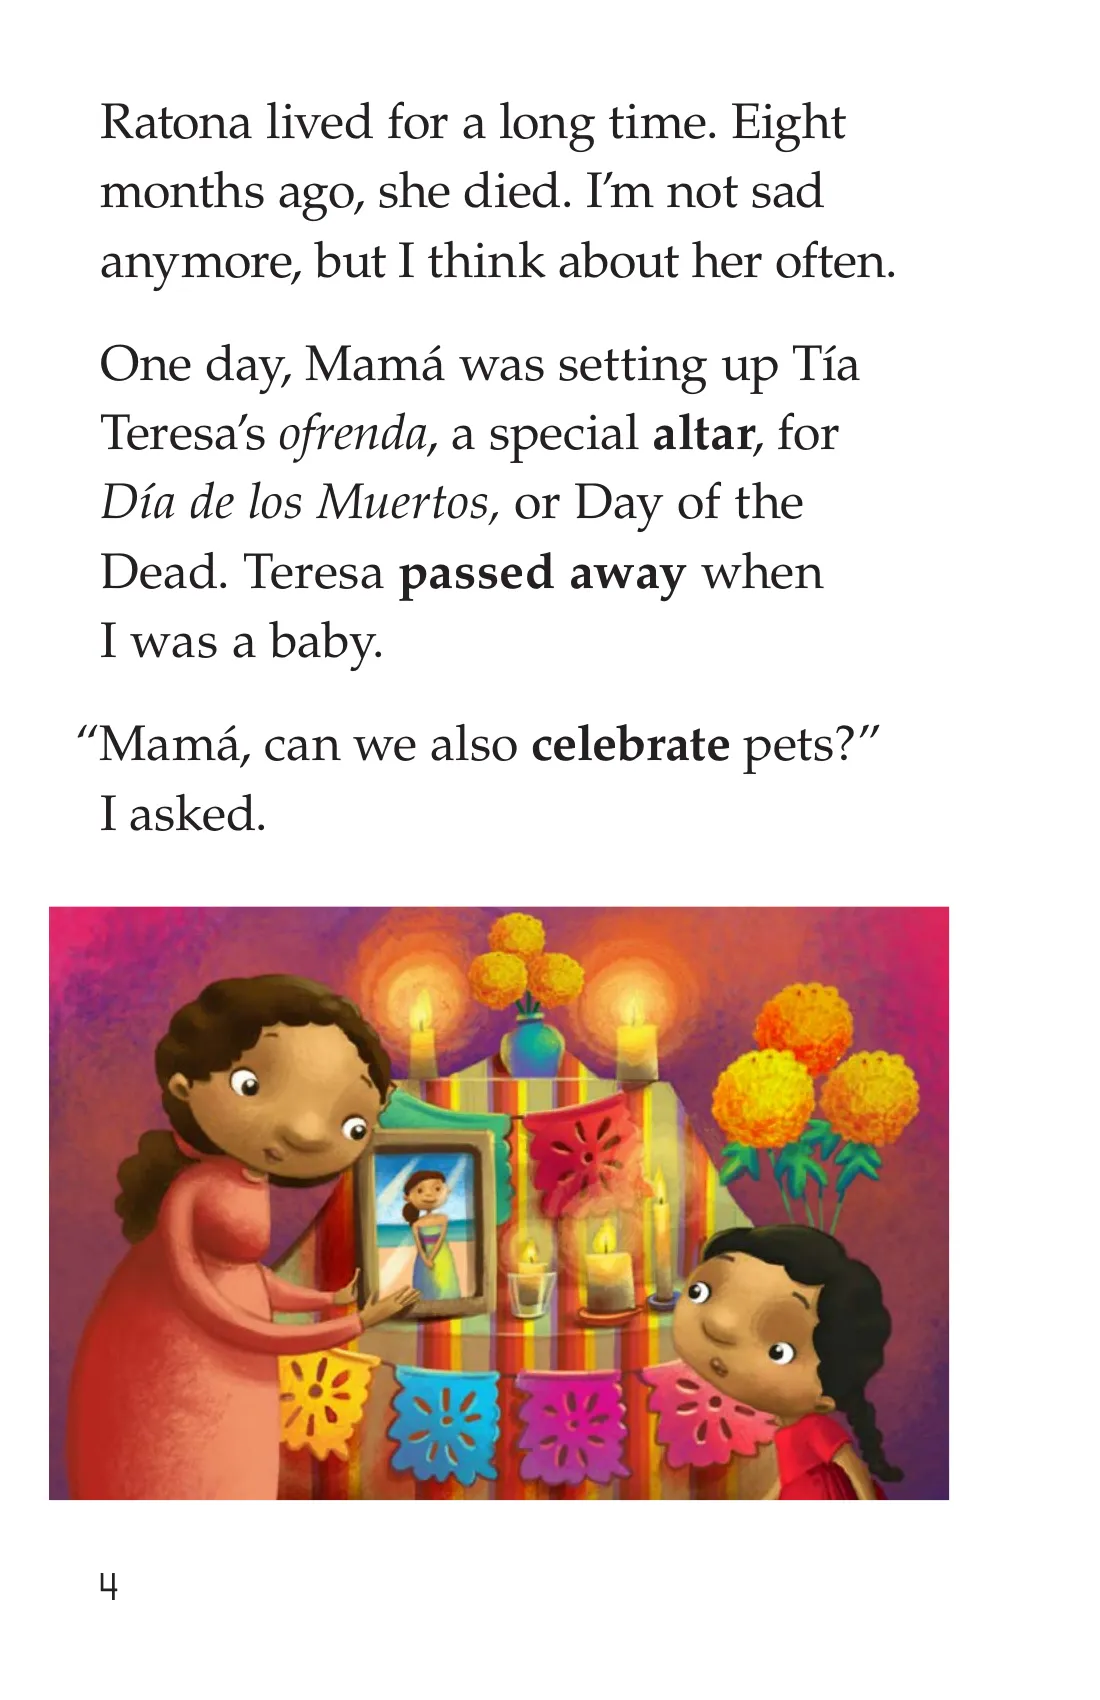 Ratona lived for a long time. Eight
months ago, she died. I’m not sad
anymore, but I think about her often.
One day, Mamá was setting up Tía
Teresa’s ofrenda, a special altar, for
Día de los Muertos, or Day of the
Dead. Teresa passed away when
I was a baby.
“Mamá, can we also celebrate pets?”
I asked.
4